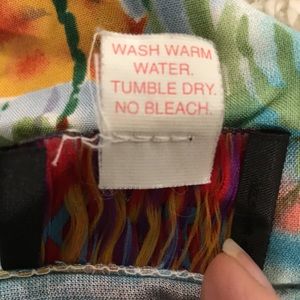 WASH WARM
WATER.
TUMBLE DRY.
NO BLEACH.